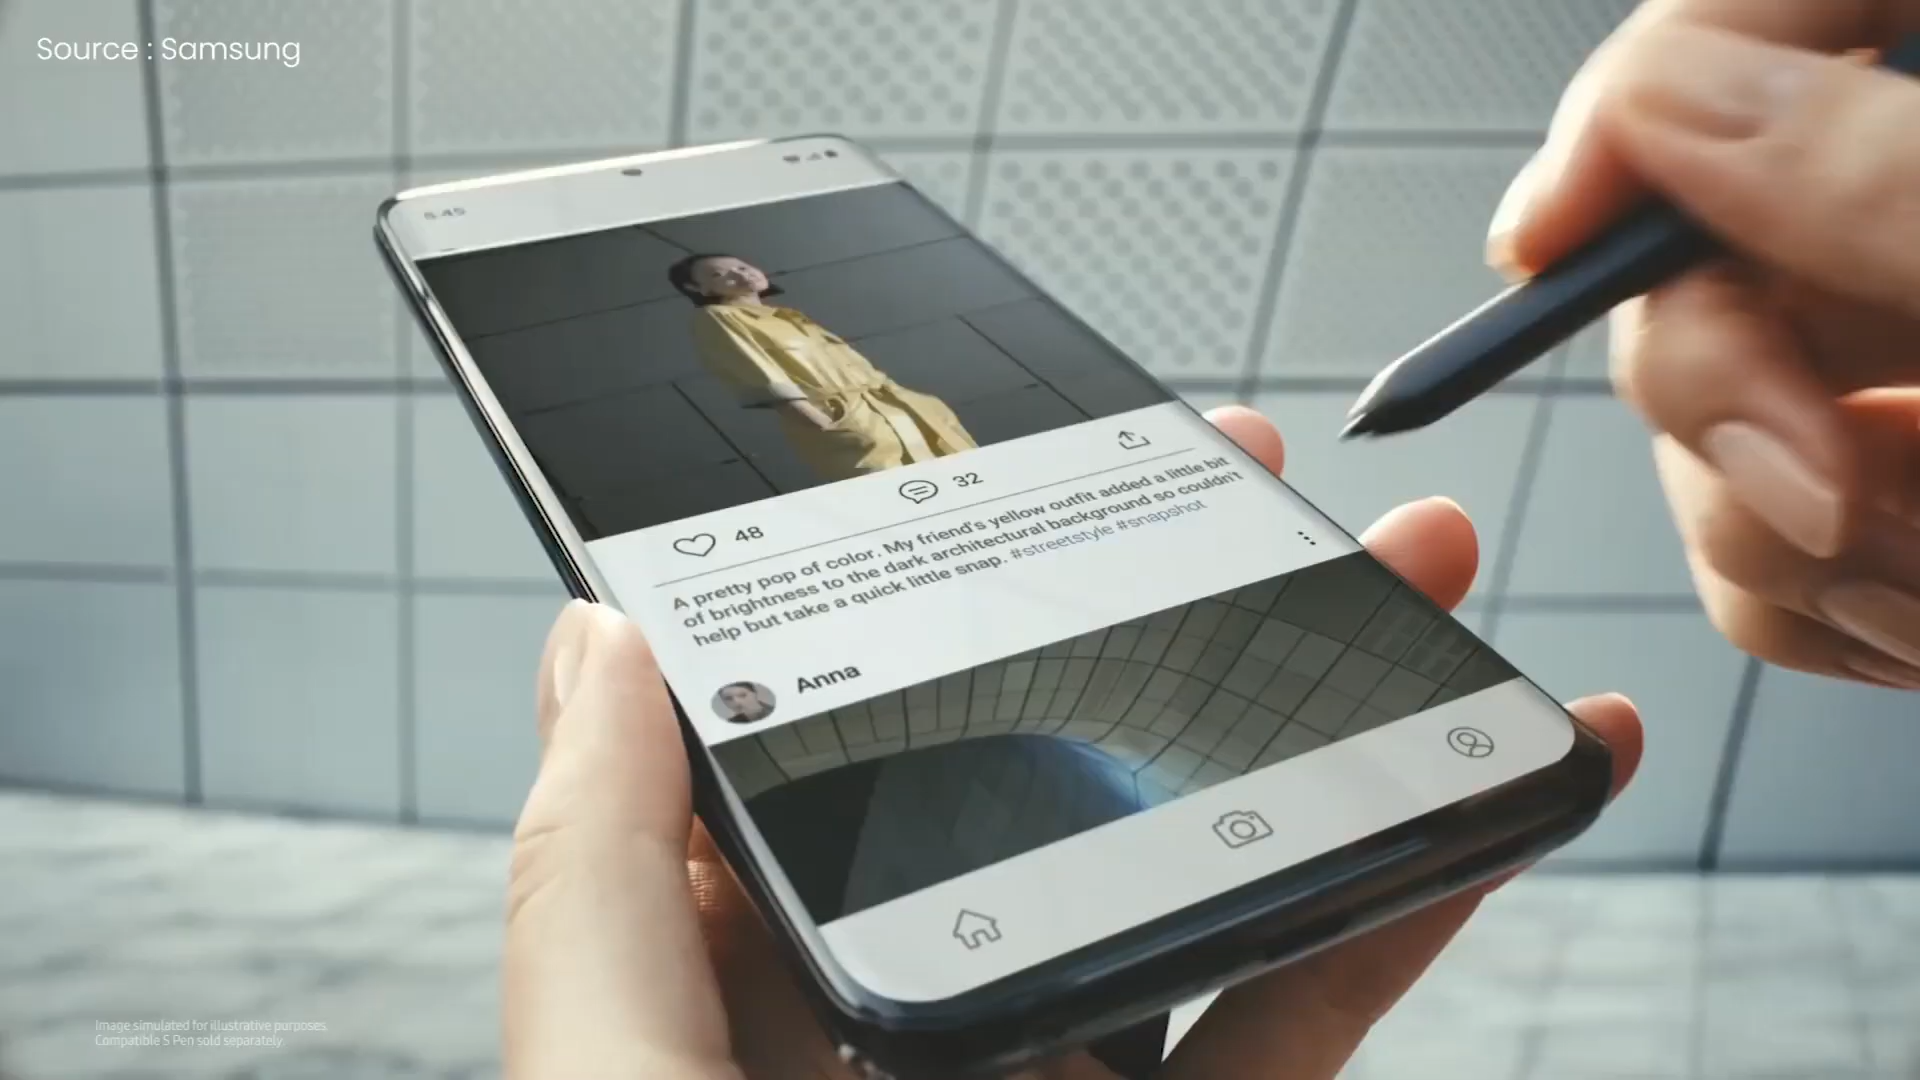 Source : Samsung
6:45
48
32
A pretty pop of color. My friend's yellow outfit added a little bit
of brightness to the dark architectural background so couldn't
help but take a quick little snap. #streetstyle #snapshot
Anna
Image simulated for illustrative purposes.
Compatible S Pen sold separately.